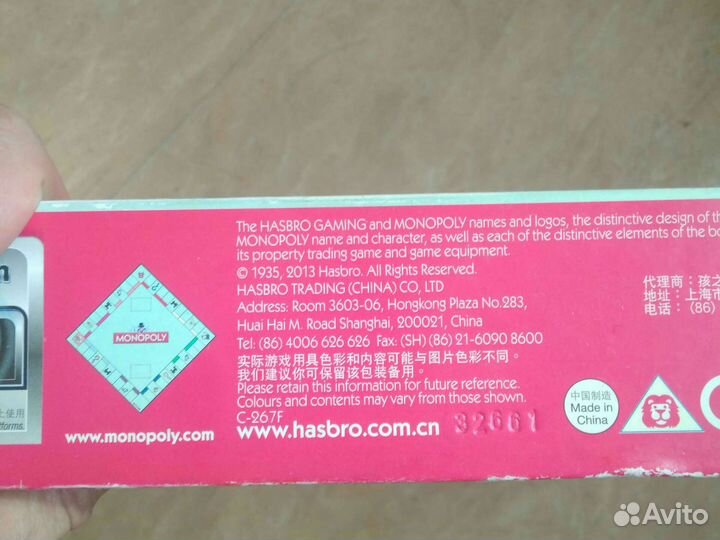 The HASBRO GAMING and MONOPOLY names and logos, the distinctive design of th
MONOPOLY name and character, as well as each of the distinctive elements of the bo
its property trading game and game equipment.
© 1935, 2013 Hasbro. All Rights Reserved.
HASBRO TRADING (CHINA) CO, LTD
Address: Room 3603-06, Hongkong Plaza No.283,
Huai Hai M. Road Shanghai, 200021, China
Tel: (86) 4006 626 626 Fax: (SH) (86) 21-6090 8600
实际游戏用具色彩和内容可能与图片色彩不同。
我们建议你可保留该包装备用。
Please retain this information for future reference.
Colours and contents may vary from those shown.
C-267F
www.hasbro.com.cn 32661
MONOPOLY
www.monopoly.com
上使用
tforms.
代理商：孩之
地址：上海市
电话：(86)
中国制造
Made in
China
Avito